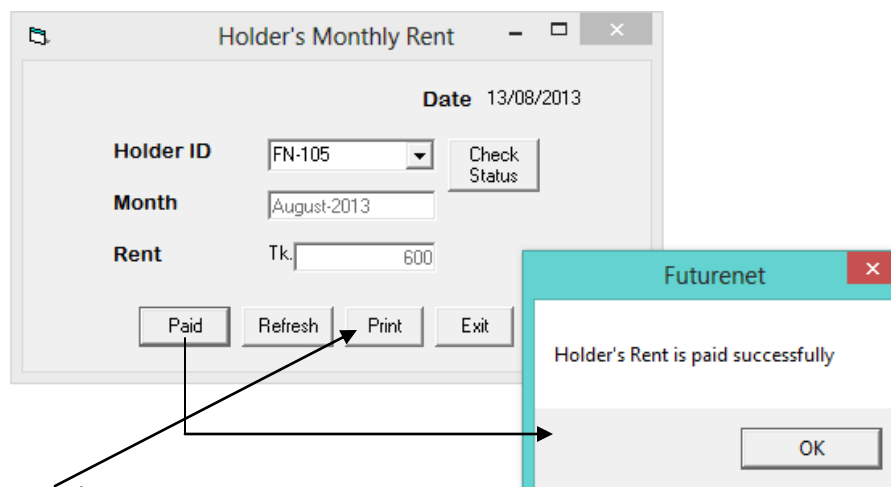 Holder's Monthly Rent
Date 13/08/2013
Holder ID FN-105 Check Status
Month August-2013
Rent Tk. 600
Paid Refresh Print Exit
Futurenet
Holder's Rent is paid successfully
OK